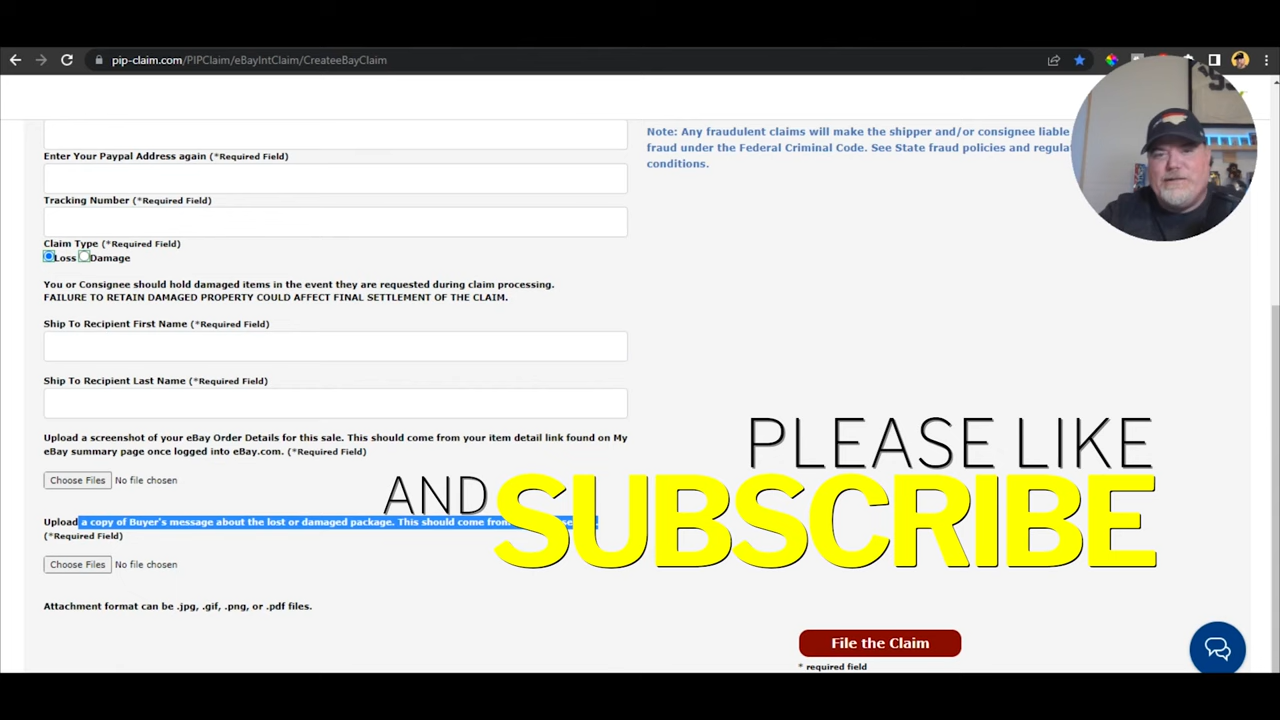 pip-claim.com/PIPClaim/eBayIntClaim/CreateeBayClaim
Note: Any fraudulent claims will make the shipper and/or consignee liable
fraud under the Federal Criminal Code. See State fraud policies and
conditions.
Enter Your Paypal Address again (*Required Field)
Tracking Number (*Required Field)
Claim Type (*Required Field)
Loss Damage
You or Consignee should hold damaged items in the event they are requested during claim processing.
FAILURE TO RETAIN DAMAGED PROPERTY COULD AFFECT FINAL SETTLEMENT OF THE CLAIM.
Ship To Recipient First Name (*Required Field)
Ship To Recipient Last Name (*Required Field)
Upload a screenshot of your eBay Order Details for this sale. This should come from your item detail link found on My
eBay summary page once logged into eBay.com. (*Required Field)
Choose Files No file chosen
Upload a copy of Buyer's message about the lost or damaged package. This should come from
(*Required Field)
Choose Files No file chosen
Attachment format can be .jpg, .gif, .png, or .pdf files.
PLEASE LIKE
AND SUBSCRIBE
File the Claim
* required field